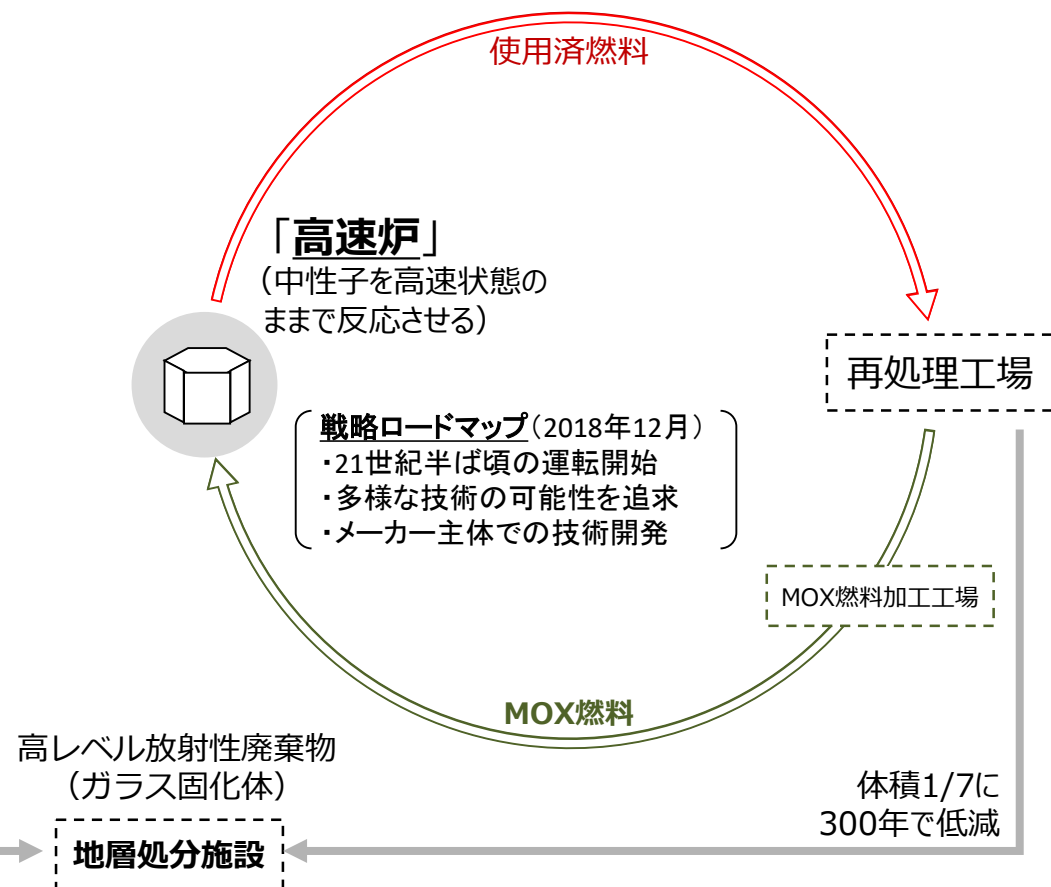 使用済燃料
「高速炉」
(中性子を高速状態の
ままで反応させる)
再処理工場
戦略ロードマップ(2018年12月)
・21世紀半ば頃の運転開始
・多様な技術の可能性を追求
・メーカー主体での技術開発
MOX燃料加工工場
MOX燃料
高レベル放射性廃棄物
(ガラス固化体)
体積1/7に
300年で低減
地層処分施設